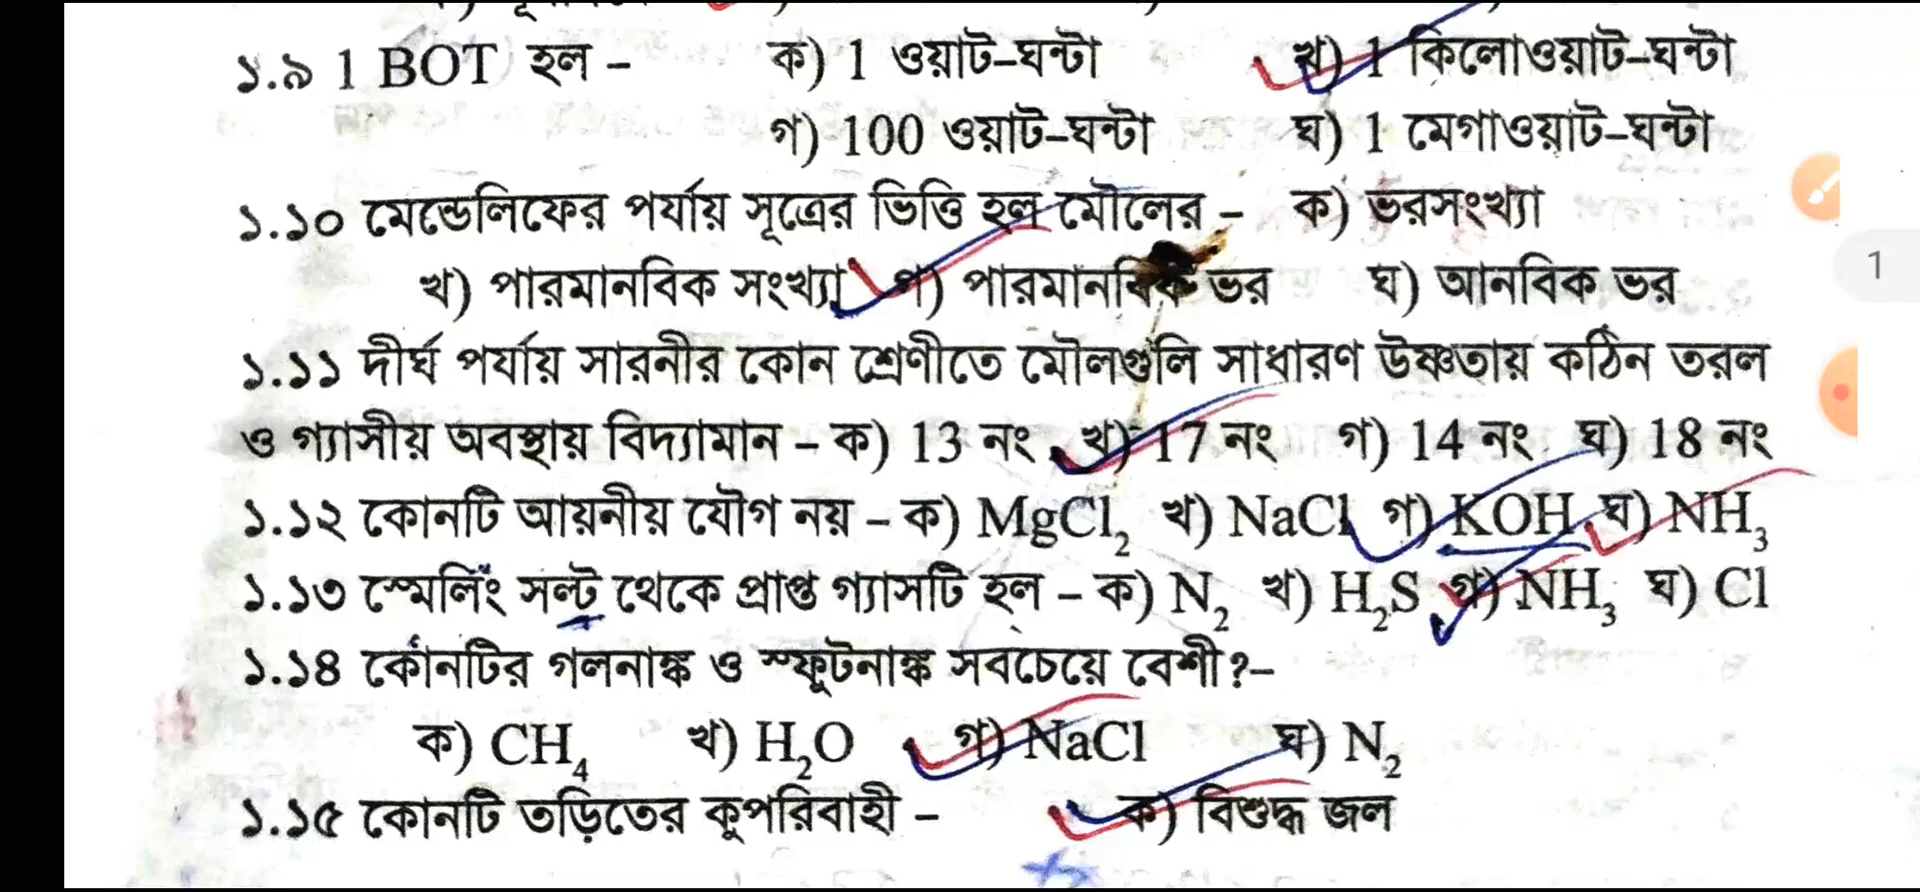 ১.৯ 1 BOT হল – ক) 1 ওয়াট-ঘন্টা খ) 1 কিলোওয়াট-ঘন্টা
গ) 100 ওয়াট-ঘন্টা ঘ) 1 মেগাওয়াট-ঘন্টা
১.১০ মেন্ডেলিফের পর্যায় সূত্রের ভিত্তি হল মৌলের – ক) ভরসংখ্যা
খ) পারমানবিক সংখ্যা গ) পারমানবিক ভর ঘ) আনবিক ভর
১.১১ দীর্ঘ পর্যায় সারনীর কোন শ্রেণীতে মৌলগুলি সাধারণ উষ্ণতায় কঠিন তরল
ও গ্যাসীয় অবস্থায় বিদ্যামান – ক) 13 নং খ) 17 নং গ) 14 নং ঘ) 18 নং
১.১২ কোনটি আয়নীয় যৌগ নয় – ক) MgCl₂ খ) NaCl গ) KOH ঘ) NH₃
১.১৩ স্মেলিং সল্ট থেকে প্রাপ্ত গ্যাসটি হল – ক) N₂ খ) H₂S গ) NH₃ ঘ) Cl
১.১৪ কোনটির গলনাঙ্ক ও স্ফূটনাঙ্ক সবচেয়ে বেশী?–
ক) CH₄ খ) H₂O গ) NaCl ঘ) N₂
১.১৫ কোনটি তড়িতের কুপরিবাহী – ক) বিশুদ্ধ জল
1